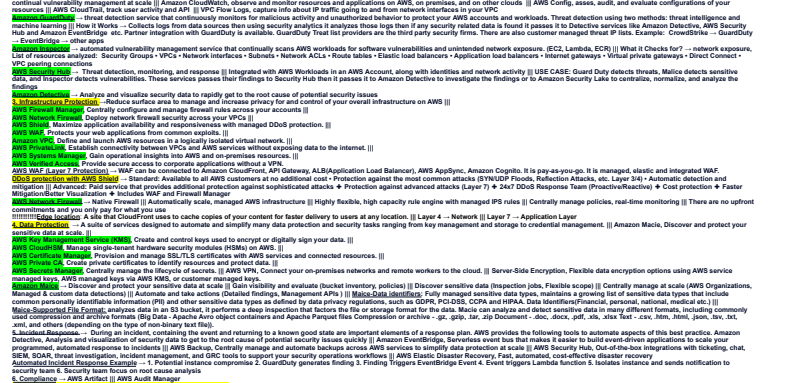 continual vulnerability management at scale ||| Amazon CloudWatch, observe and monitor resources and applications on AWS, on premises, and on other clouds ||| AWS Config, asses, audit, and evaluate configurations of your
resources ||| AWS CloudTrail, track user activity and API ||| VPC Flow Logs, capture info about IP traffic going to and from network interfaces in your VPC
Amazon GuardDuty → threat detection service that continuously monitors for malicious activity and unauthorized behavior to protect your AWS accounts and workloads. Threat detection using two methods: threat intelligence and
machine learning ||| How it Works → Collects logs from data sources then using security analytics it analyzes those logs then if any security related data is found it passes it to Detective services like Amazon Detective, AWS Security
Hub and Amazon EventBridge etc. Partner integration with GuardDuty is available. GuardDuty Treat list providers are the third party security firms. There are also customer managed threat IP lists. Example: CrowdStrike → GuardDuty
→ EventBridge → other apps
Amazon Inspector → automated vulnerability management service that continually scans AWS workloads for software vulnerabilities and unintended network exposure. (EC2, Lambda, ECR) ||| What it Checks for? → network exposure,
List of resources analyzed: Security Groups • VPCs • Network interfaces • Subnets • Network ACLs • Route tables • Elastic load balancers • Application load balancers • Internet gateways • Virtual private gateways • Direct Connect •
VPC peering connections
AWS Security Hub → Threat detection, monitoring, and response ||| Integrated with AWS Workloads in an AWS Account, along with identities and network activity ||| USE CASE: Guard Duty detects threats, Malice detects sensitive
data, and Inspector detects vulnerabilities. These services passes their findings to Security Hub then it passes it to Amazon Detective to investigate the findings or to Amazon Security Lake to centralize, normalize, and analyze the
findings
Amazon Detective → Analyze and visualize security data to rapidly get to the root cause of potential security issues
3. Infrastructure Protection →Reduce surface area to manage and increase privacy for and control of your overall infrastructure on AWS |||
AWS Firewall Manager, Centrally configure and manage firewall rules across your accounts |||
AWS Network Firewall, Deploy network firewall security across your VPCs |||
AWS Shield, Maximize application availability and responsiveness with managed DDoS protection. |||
AWS WAF, Protects your web applications from common exploits. |||
Amazon VPC, Define and launch AWS resources in a logically isolated virtual network. |||
AWS PrivateLink, Establish connectivity between VPCs and AWS services without exposing data to the internet. |||
AWS Systems Manager, Gain operational insights into AWS and on-premises resources. |||
AWS Verified Access, Provide secure access to corporate applications without a VPN.
AWS WAF (Layer 7 Protection) → WAF can be connected to Amazon CloudFront, API Gateway, ALB(Application Load Balancer), AWS AppSync, Amazon Cognito. It is pay-as-you-go. It is managed, elastic and integrated WAF.
DDoS protection with AWS Shield → Standard: Available to all AWS customers at no additional cost • Protection against the most common attacks (SYN/UDP Floods, Reflection Attacks, etc. Layer 3/4) • Automatic detection and
mitigation ||| Advanced: Paid service that provides additional protection against sophisticated attacks + Protection against advanced attacks (Layer 7) + 24x7 DDoS Response Team (Proactive/Reactive) + Cost protection + Faster
Mitigation/Better Visualization + Includes WAF and Firewall Manager
AWS Network Firewall → Native Firewall ||| Automatically scale, managed AWS infrastructure ||| Highly flexible, high capacity rule engine with managed IPS rules ||| Centrally manage policies, real-time monitoring ||| There are no upfront
commitments and you only pay for what you use
!!!!!!!!!!!Edge location: A site that CloudFront uses to cache copies of your content for faster delivery to users at any location. ||| Layer 4 → Network ||| Layer 7 → Application Layer
4. Data Protection → A suite of services designed to automate and simplify many data protection and security tasks ranging from key management and storage to credential management. ||| Amazon Macie, Discover and protect your
sensitive data at scale. |||
AWS Key Management Service (KMS), Create and control keys used to encrypt or digitally sign your data. |||
AWS CloudHSM, Manage single-tenant hardware security modules (HSMs) on AWS. |||
AWS Certificate Manager, Provision and manage SSL/TLS certificates with AWS services and connected resources. |||
AWS Private CA, Create private certificates to identify resources and protect data. |||
AWS Secrets Manager, Centrally manage the lifecycle of secrets. ||| AWS VPN, Connect your on-premises networks and remote workers to the cloud. ||| Server-Side Encryption, Flexible data encryption options using AWS service
managed keys, AWS managed keys via AWS KMS, or customer managed keys.
Amazon Maice → Discover and protect your sensitive data at scale ||| Gain visibility and evaluate (bucket inventory, policies) ||| Discover sensitive data (Inspection jobs, Flexible scope) ||| Centrally manage at scale (AWS Organizations,
Managed & custom data detections) ||| Automate and take actions (Detailed findings, Management APIs ) ||| Maice-Data identifiers: Fully managed sensitive data types, maintains a growing list of sensitive data types that include
common personally identifiable information (PII) and other sensitive data types as defined by data privacy regulations, such as GDPR, PCI-DSS, CCPA and HIPAA. Data Identifiers(Financial, personal, national, medical etc.) |||
Maice-Supported File Format: analyzes data in an S3 bucket, it performs a deep inspection that factors the file or storage format for the data. Macie can analyze and detect sensitive data in many different formats, including commonly
used compression and archive formats (Big Data - Apache Avro object containers and Apache Parquet files Compression or archive - .gz, .gzip, .tar, .zip Document - .doc, .docx, .pdf, .xls, .xlsx Text - .csv, .htm, .html, .json, .tsv, .txt,
.xml, and others (depending on the type of non-binary text file)).
5. Incident Response→ During an incident, containing the event and returning to a known good state are important elements of a response plan. AWS provides the following tools to automate aspects of this best practice. Amazon
Detective, Analysis and visualization of security data to get to the root cause of potential security issues quickly ||| Amazon EventBridge, Serverless event bus that makes it easier to build event-driven applications to scale your
programmed, automated response to incidents ||| AWS Backup, Centrally manage and automate backups across AWS services to simplify data protection at scale ||| AWS Security Hub, Out-of-the-box integrations with ticketing, chat,
SIEM, SOAR, threat investigation, incident management, and GRC tools to support your security operations workflows ||| AWS Elastic Disaster Recovery, Fast, automated, cost-effective disaster recovery
Automated Incident Response Example → 1. Potential instance compromise 2. GuardDuty generates finding 3. Finding Triggers EventBridge Event 4. Event triggers Lambda function 5. Isolates instance and sends notification to
security team 6. Security team focus on root cause analysis
6. Compliance → AWS Artifact ||| AWS Audit Manager